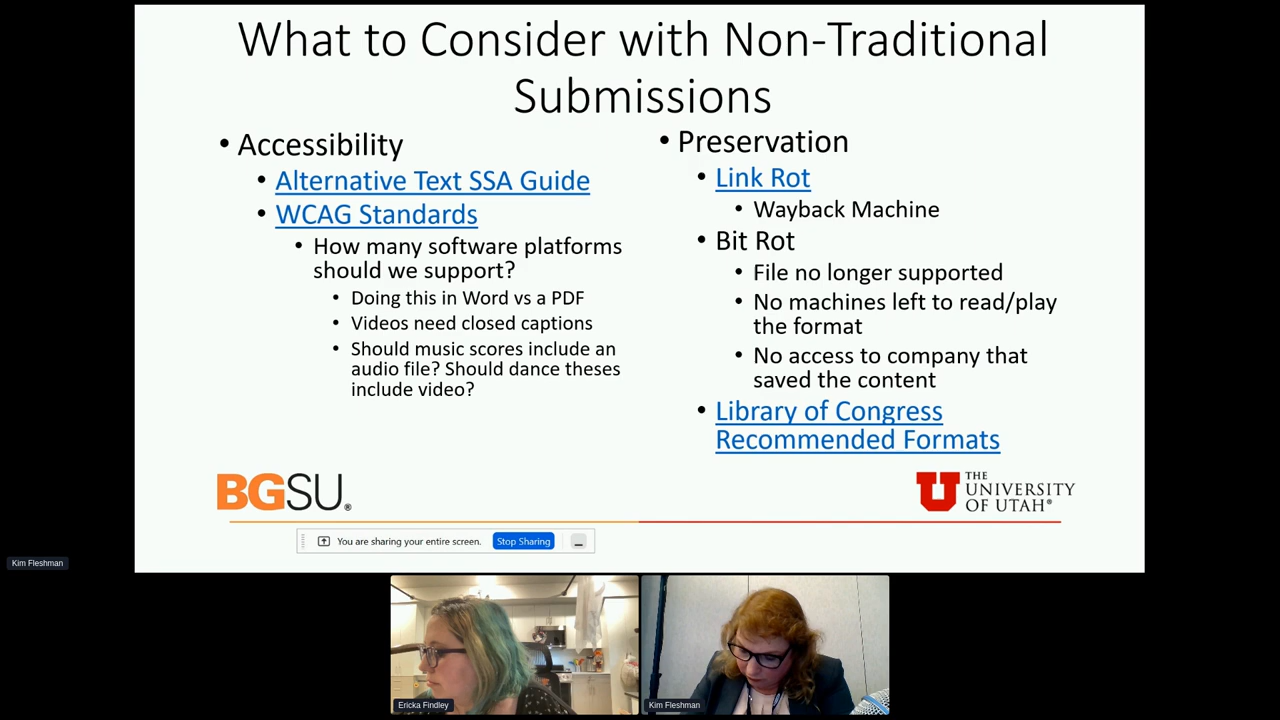 What to Consider with Non-Traditional
Submissions
• Accessibility
• Alternative Text SSA Guide
• WCAG Standards
• How many software platforms
should we support?
• Doing this in Word vs a PDF
• Videos need closed captions
• Should music scores include an
audio file? Should dance theses
include video?
• Preservation
• Link Rot
• Wayback Machine
• Bit Rot
• File no longer supported
• No machines left to read/play
the format
• No access to company that
saved the content
• Library of Congress
Recommended Formats
BGSU®
U THE
UNIVERSITY
OF UTAH®
You are sharing your entire screen. Stop Sharing
Kim Fleshman
Ericka Findley
Kim Fleshman